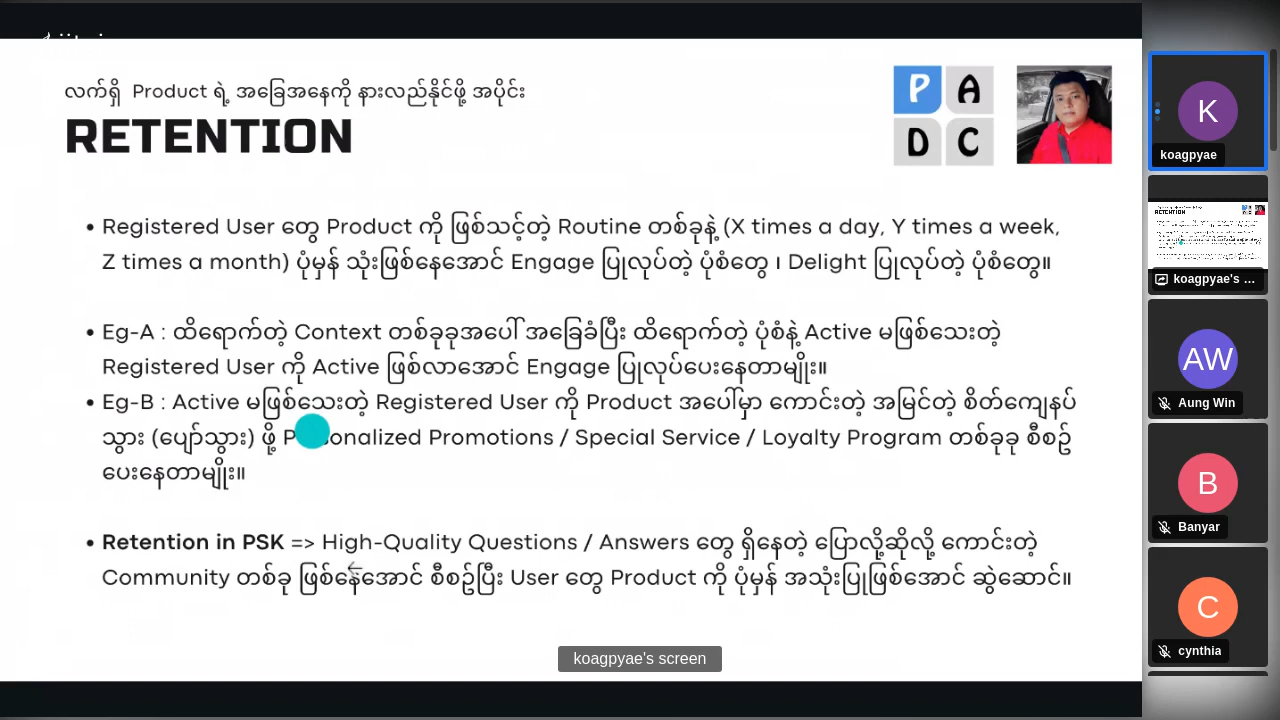 လက်ရှိ Product ရဲ့ အခြေအနေကို နားလည်နိုင်ဖို့ အပိုင်း
RETENTION
P A
D C
• Registered User တွေ Product ကို ဖြစ်သင့်တဲ့ Routine တစ်ခုနဲ့ (X times a day, Y times a week,
Z times a month) ပုံမှန် သုံးဖြစ်နေအောင် Engage ပြုလုပ်တဲ့ ပုံစံတွေ ၊ Delight ပြုလုပ်တဲ့ ပုံစံတွေ။
• Eg-A : ထိရောက်တဲ့ Context တစ်ခုခုအပေါ် အခြေခံပြီး ထိရောက်တဲ့ ပုံစံနဲ့ Active မဖြစ်သေးတဲ့
Registered User ကို Active ဖြစ်လာအောင် Engage ပြုလုပ်ပေးနေတာမျိုး။
• Eg-B : Active မဖြစ်သေးတဲ့ Registered User ကို Product အပေါ်မှာ ကောင်းတဲ့ အမြင်တဲ့ စိတ်ကျေနပ်
သွား (ပျော်သွား) ဖို့ Promotions / Special Service / Loyalty Program တစ်ခုခု စီစဉ်
ပေးနေတာမျိုး။
• Retention in PSK => High-Quality Questions / Answers တွေ ရှိနေတဲ့ ပြောလို့ဆိုလို့ ကောင်းတဲ့
Community တစ်ခု ဖြစ်နေအောင် စီစဉ်ပြီး User တွေ Product ကို ပုံမှန် အသုံးပြုဖြစ်အောင် ဆွဲဆောင်။
koagpyae's screen
K
koagpyae
koagpyae's ...
AW
Aung Win
B
Banyar
C
cynthia